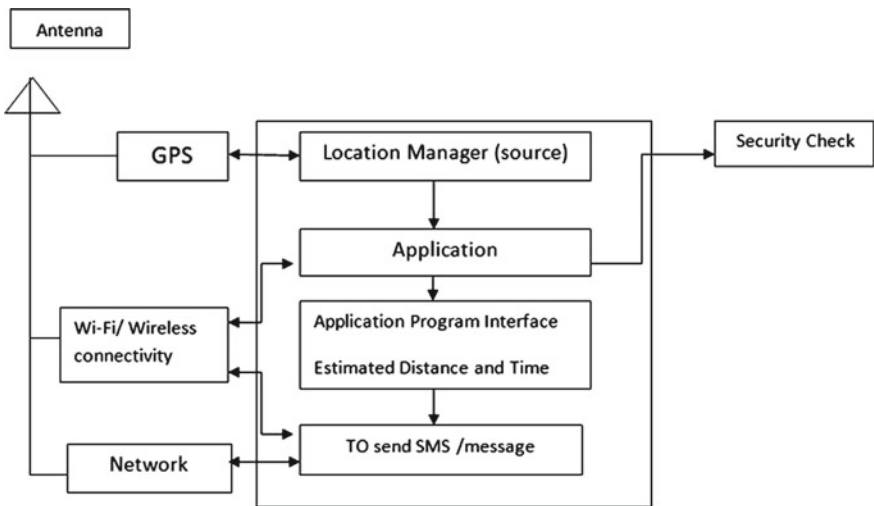 Antenna
GPS
Location Manager (source)
Security Check
Application
Wi-Fi/ Wireless
connectivity
Application Program Interface
Estimated Distance and Time
TO send SMS /message
Network